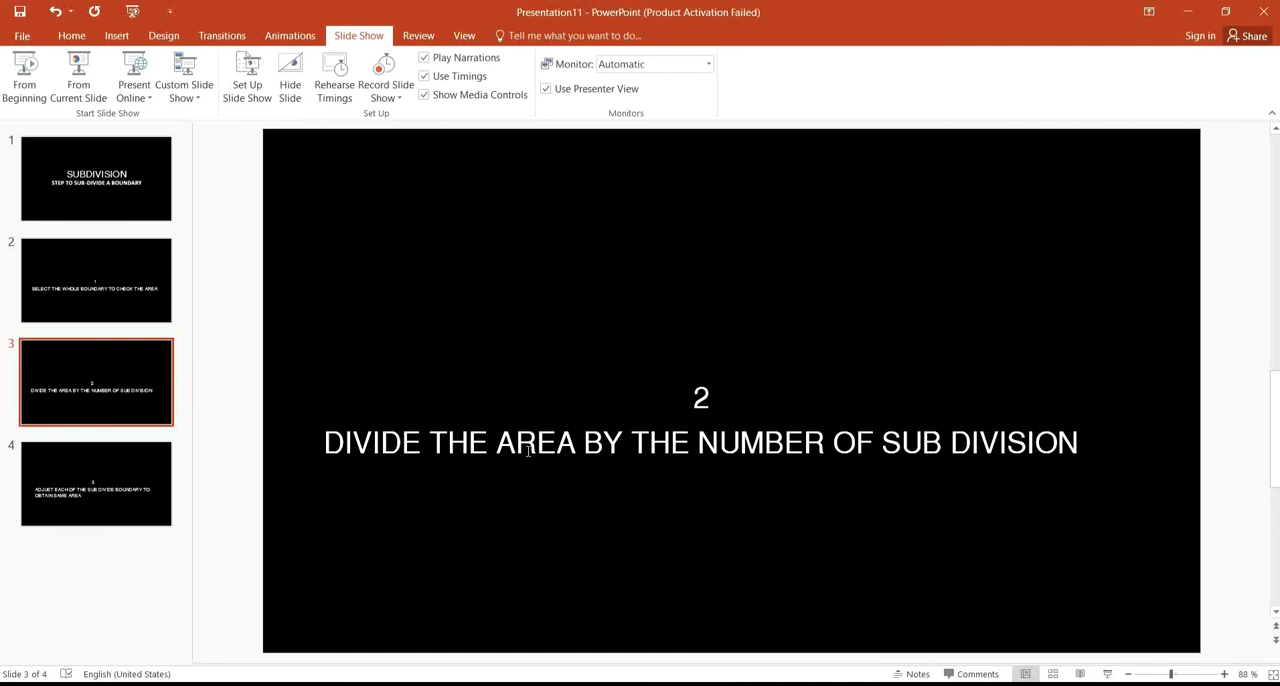 Presentation11 - PowerPoint (Product Activation Failed)
File Home Insert Design Transitions Animations Slide Show Review View Tell me what you want to do... Sign in Share
From Beginning
From Current Slide
Present Online
Custom Slide Show
Start Slide Show
Set Up Slide Show
Hide Slide
Rehearse Timings
Record Slide Show
Play Narrations
Use Timings
Show Media Controls
Set Up
Monitor: Automatic
Use Presenter View
Monitors
1
SUBDIVISION
STEP TO SUB-DIVIDE A BOUNDARY
2
1
SELECT THE WHOLE BOUNDARY TO CHECK THE AREA
3
2
DIVIDE THE AREA BY THE NUMBER OF SUB DIVISION
4
3
ADJUST EACH OF THE SUB DIVIDE BOUNDARY TO
OBTAIN SAME AREA
2
DIVIDE THE AREA BY THE NUMBER OF SUB DIVISION
Slide 3 of 4 English (United States) Notes Comments 88 %